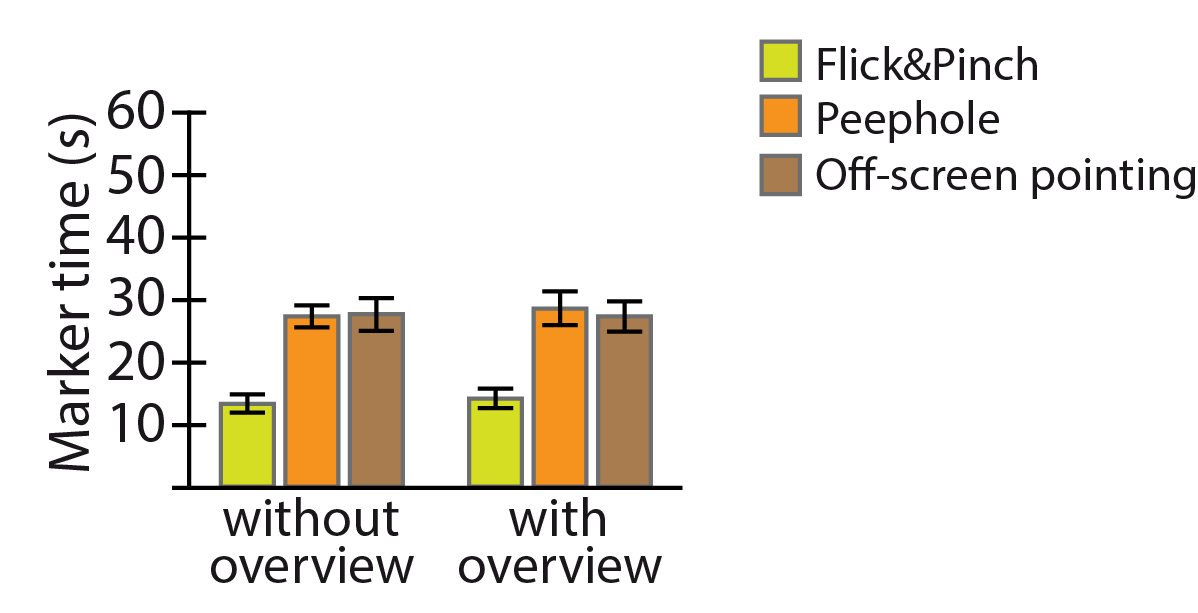 Flick&Pinch
Peephole
Off-screen pointing
Marker time (s)
60
50
40
30
20
10
without
overview
with
overview